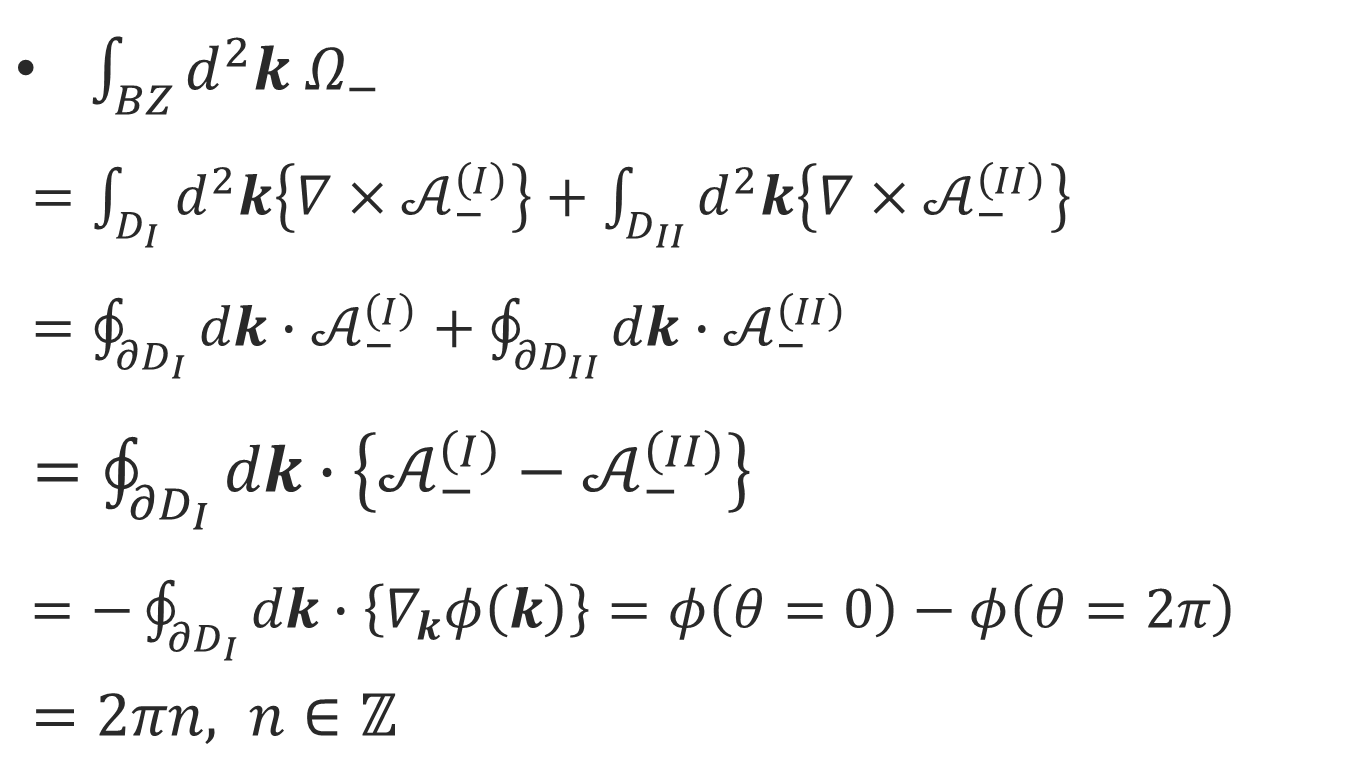 • ∫_{BZ} d²𝒌 Ω₋
= ∫_{D_I} d²𝒌{∇ × 𝒜₋^{(I)}} + ∫_{D_{II}} d²𝒌{∇ × 𝒜₋^{(II)}}
= ∮_{∂D_I} d𝒌 · 𝒜₋^{(I)} + ∮_{∂D_{II}} d𝒌 · 𝒜₋^{(II)}
= ∮_{∂D_I} d𝒌 · {𝒜₋^{(I)} − 𝒜₋^{(II)}}
= − ∮_{∂D_I} d𝒌 · {∇_𝒌 ϕ(𝒌)} = ϕ(θ = 0) − ϕ(θ = 2π)
= 2πn, n ∈ ℤ